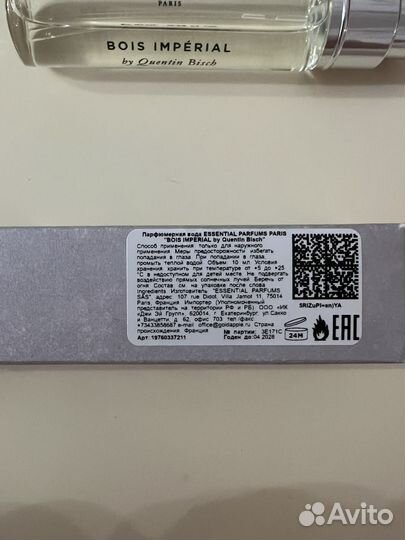 PARIS
BOIS IMPÉRIAL
by Quentin Bisch
Парфюмерная вода ESSENTIAL PARFUMS PARIS
"BOIS IMPERIAL by Quentin Bisch"
Способ применения только для наружного
применения Меры предосторожности избегать
попадания в глаза При попадании в глаза
промыть теплой водой Объем: 10 мл Условия
хранения хранить при температуре от +5 до +25
°C в недоступном для детей месте Не подвергать
воздействию прямых солнечных лучей Беречь от
огня Состав см на упаковке после слова
Ingredients Изготовитель "ESSENTIAL PARFUMS
SAS" адрес 107 rue Didot, Villa Jamot 11, 75014
Paris, Франция Импортер (Уполномоченный
представитель на территории РФ и РБ) ООО «ИК
«Джи Эй Групп», 620014, г Екатеринбург, ул.Сакко
и Ванцетти, д 62, офис 703 тел /факс
+73433858687 e-mail office@goldapple.ru Страна
происхождения Франция
Арт: 19760337211
№ партии: 3E171C
Годен до:04 2028
5RIZuPI=anjYA
24M
EAC
Avito